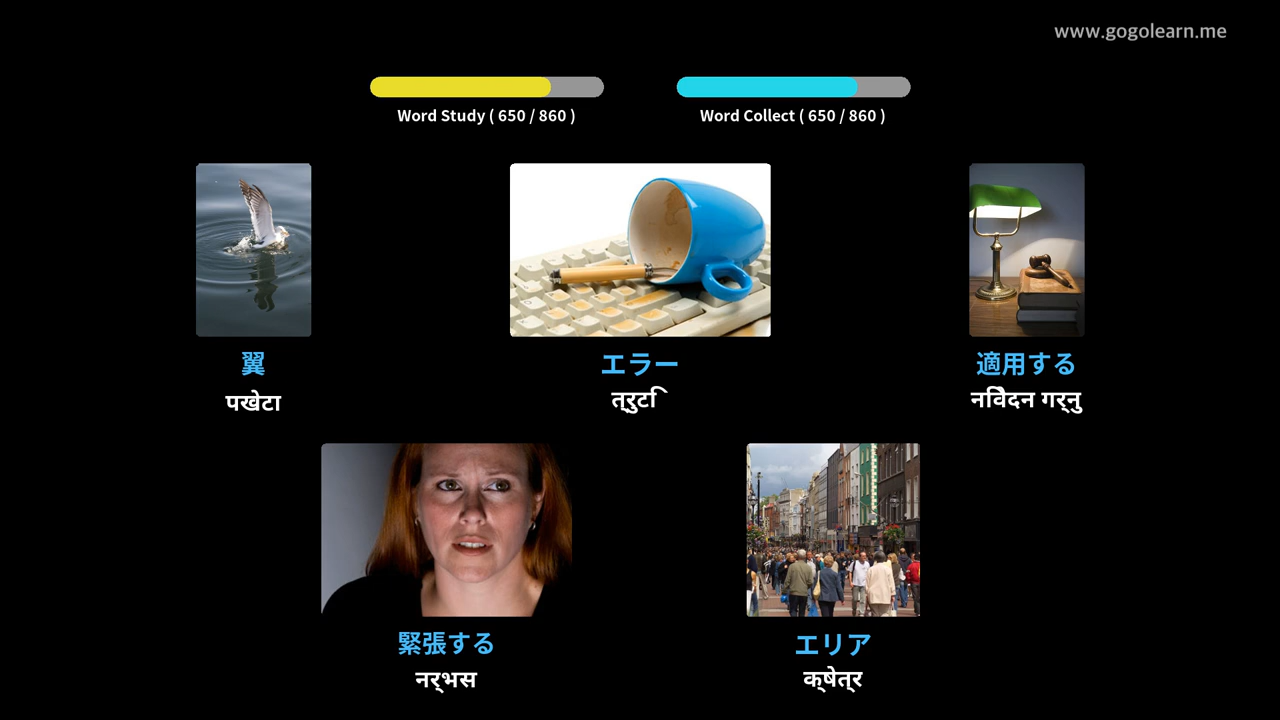 www.gogolearn.me
Word Study ( 650 / 860 )
Word Collect ( 650 / 860 )
翼
पखेटा
エラー
त्रुटि
適用する
निवेदन गर्नु
緊張する
नर्भस
エリア
क्षेत्र